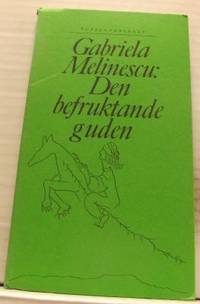 Gabriela
Melinescu:
Den
befruktande
guden